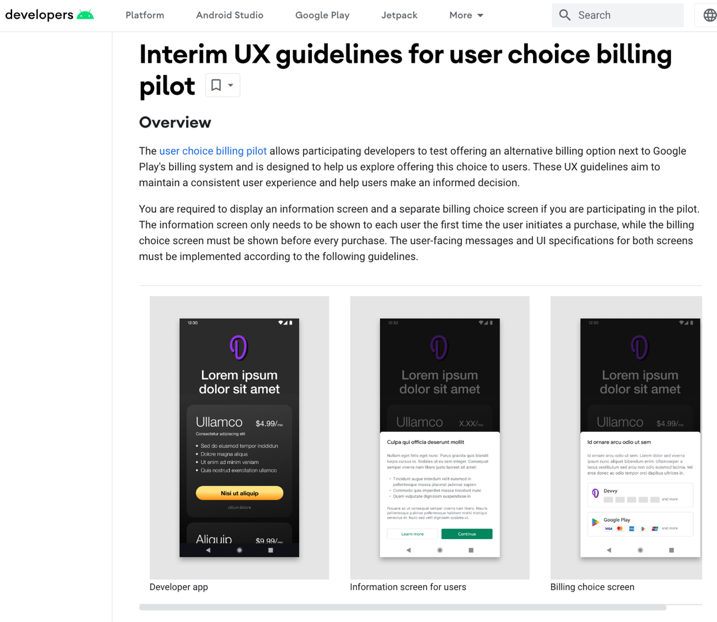 developers
Platform
Android Studio
Google Play
Jetpack
More
Search
Interim UX guidelines for user choice billing
pilot
Overview
The user choice billing pilot allows participating developers to test offering an alternative billing option next to Google
Play's billing system and is designed to help us explore offering this choice to users. These UX guidelines aim to
maintain a consistent user experience and help users make an informed decision.
You are required to display an information screen and a separate billing choice screen if you are participating in the pilot.
The information screen only needs to be shown to each user the first time the user initiates a purchase, while the billing
choice screen must be shown before every purchase. The user-facing messages and UI specifications for both screens
must be implemented according to the following guidelines.
12:30
Lorem ipsum
dolor sit amet
Ullamco $4.99/mo
Consectetur adipiscing elit
Sed do eiusmod tempor incididun
Dolore magna aliqua
Ut enim ad minim veniam
Quis nostrud exercitation ullamco
Nisi ut aliquip
Aliquip $9.99/
Developer app
12:30
Lorem ipsum
dolor sit amet
Ullamco X.XX/
Culpa qui officia deserunt mollit
Learn more
Continue
Information screen for users
12:30
Lorem ipsum
dolor sit amet
Ullamco $4.99/
Id ornare arcu odio ut sem
Devvy
and more
Google Play
and more
Billing choice screen